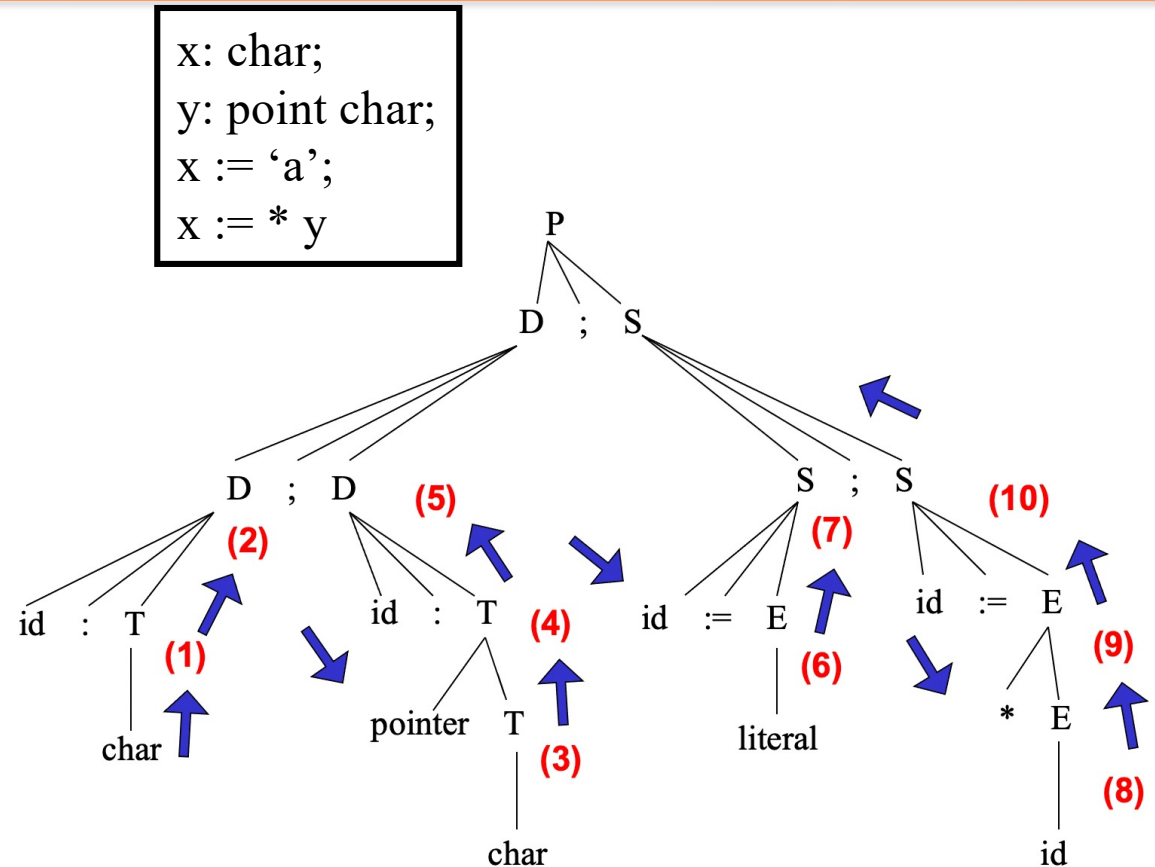 x: char;
y: point char;
x := ‘a’;
x := * y
P
D ; S
D ; D (5) S ; S (10)
(2) (7)
id : T id : T id := E id := E
(1) (4) (6) (9)
pointer T literal * E
char (3) (8)
char id